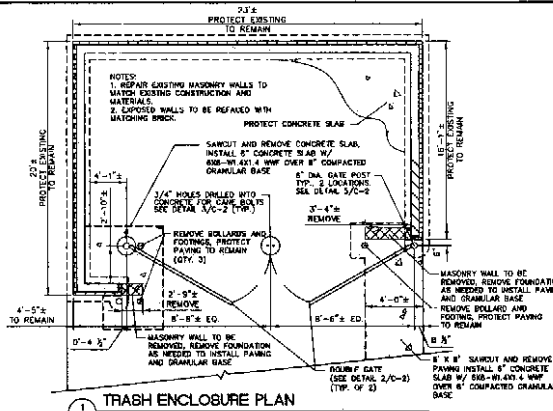 23'±
PROTECT EXISTING
TO REMAIN
NOTES:
1. REPAIR EXISTING MASONRY WALLS TO
MATCH EXISTING CONSTRUCTION AND
MATERIALS.
2. EXPOSED WALLS TO BE REFACED WITH
MATCHING BRICK.
PROTECT CONCRETE SLAB
20'±
PROTECT EXISTING
TO REMAIN
PROTECT EXISTING
TO REMAIN
SAWCUT AND REMOVE CONCRETE SLAB,
INSTALL 6" CONCRETE SLAB W/
6X6-W1.4X1.4 WWF OVER 8" COMPACTED
GRANULAR BASE
4'-1"±
2'-10"±
6" DIA. GATE POST
TYP., 2 LOCATIONS.
SEE DETAIL 3/C-2
3/4" HOLES DRILLED INTO
CONCRETE FOR CANE BOLTS
SEE DETAIL 3/C-2 (TYP.)
3'-4"±
REMOVE
REMOVE BOLLARDS AND
FOOTINGS, PROTECT
PAVING TO REMAIN
(QTY. 3)
MASONRY WALL TO BE
REMOVED, REMOVE FOUNDATION
AS NEEDED TO INSTALL PAVING
AND GRANULAR BASE
REMOVE BOLLARD AND
FOOTING, PROTECT PAVING
TO REMAIN
2'-9"±
REMOVE
4'-0"±
4'-5"±
TO REMAIN
8'-8"± EQ.
8'-6"± EQ.
0'-4 ½"
MASONRY WALL TO BE
REMOVED, REMOVE FOUNDATION
AS NEEDED TO INSTALL PAVING
AND GRANULAR BASE
DOUBLE GATE
(SEE DETAIL 2/C-2)
(TYP. OF 2)
8' X 8' SAWCUT AND REMOVE
PAVING INSTALL 6" CONCRETE
SLAB W/ 6X6-W1.4X1.4 WWF
OVER 8" COMPACTED GRANULAR
BASE
1 TRASH ENCLOSURE PLAN